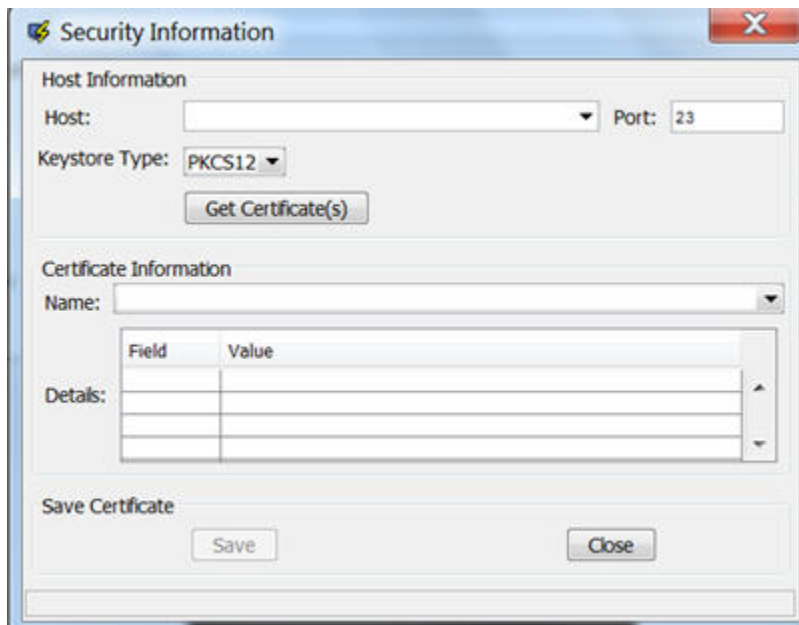 Security Information
Host Information
Host: Port: 23
Keystore Type: PKCS12
Get Certificate(s)
Certificate Information
Name:
Field Value
Details:
Save Certificate
Save Close